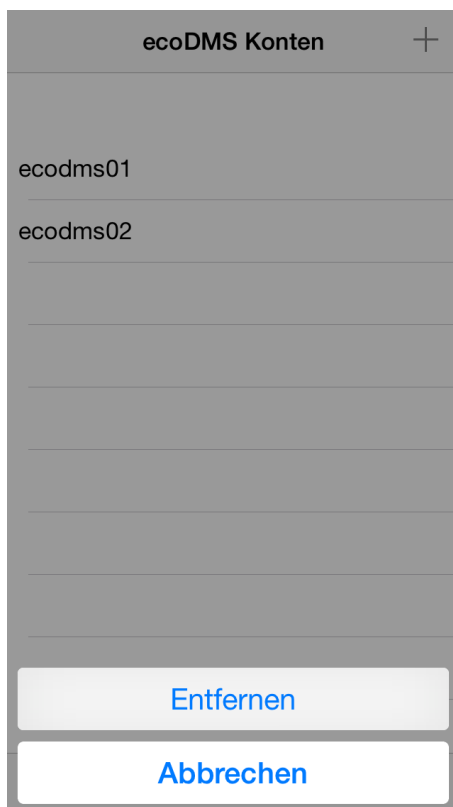 ecoDMS Konten
ecodms01
ecodms02
Entfernen
Abbrechen